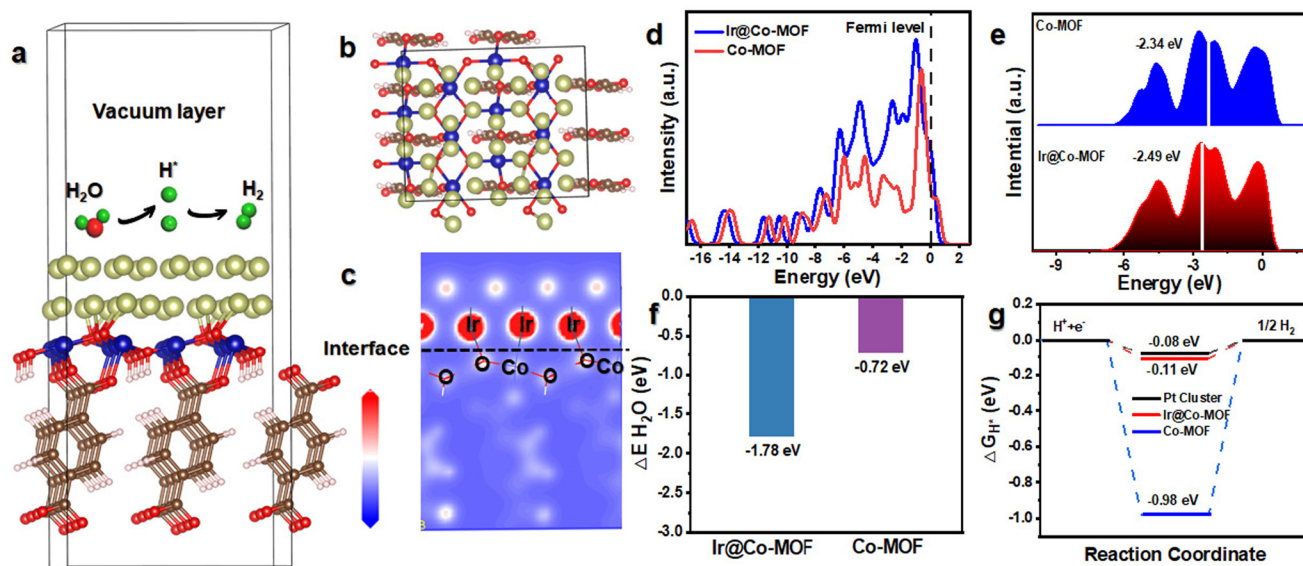 a
Vacuum layer
H2O
H*
H2
Interface
b
c
Ir
Ir
Ir
O
Co
O
Co
O
O
d
Ir@Co-MOF
Co-MOF
Fermi level
Intensity (a.u.)
-16 -14 -12 -10 -8 -6 -4 -2 0 2
Energy (eV)
e
Co-MOF
-2.34 eV
Ir@Co-MOF
-2.49 eV
Intential (a.u.)
-9 -6 -3 0
Energy (eV)
f
△E H2O (eV)
0.0
-0.5
-1.0
-1.5
-2.0
-2.5
-3.0
-1.78 eV
-0.72 eV
Ir@Co-MOF Co-MOF
g
△GH* (eV)
0.2
0.0
-0.2
-0.4
-0.6
-0.8
-1.0
H++e-
1/2 H2
-0.08 eV
-0.11 eV
Pt Cluster
Ir@Co-MOF
Co-MOF
-0.98 eV
Reaction Coordinate